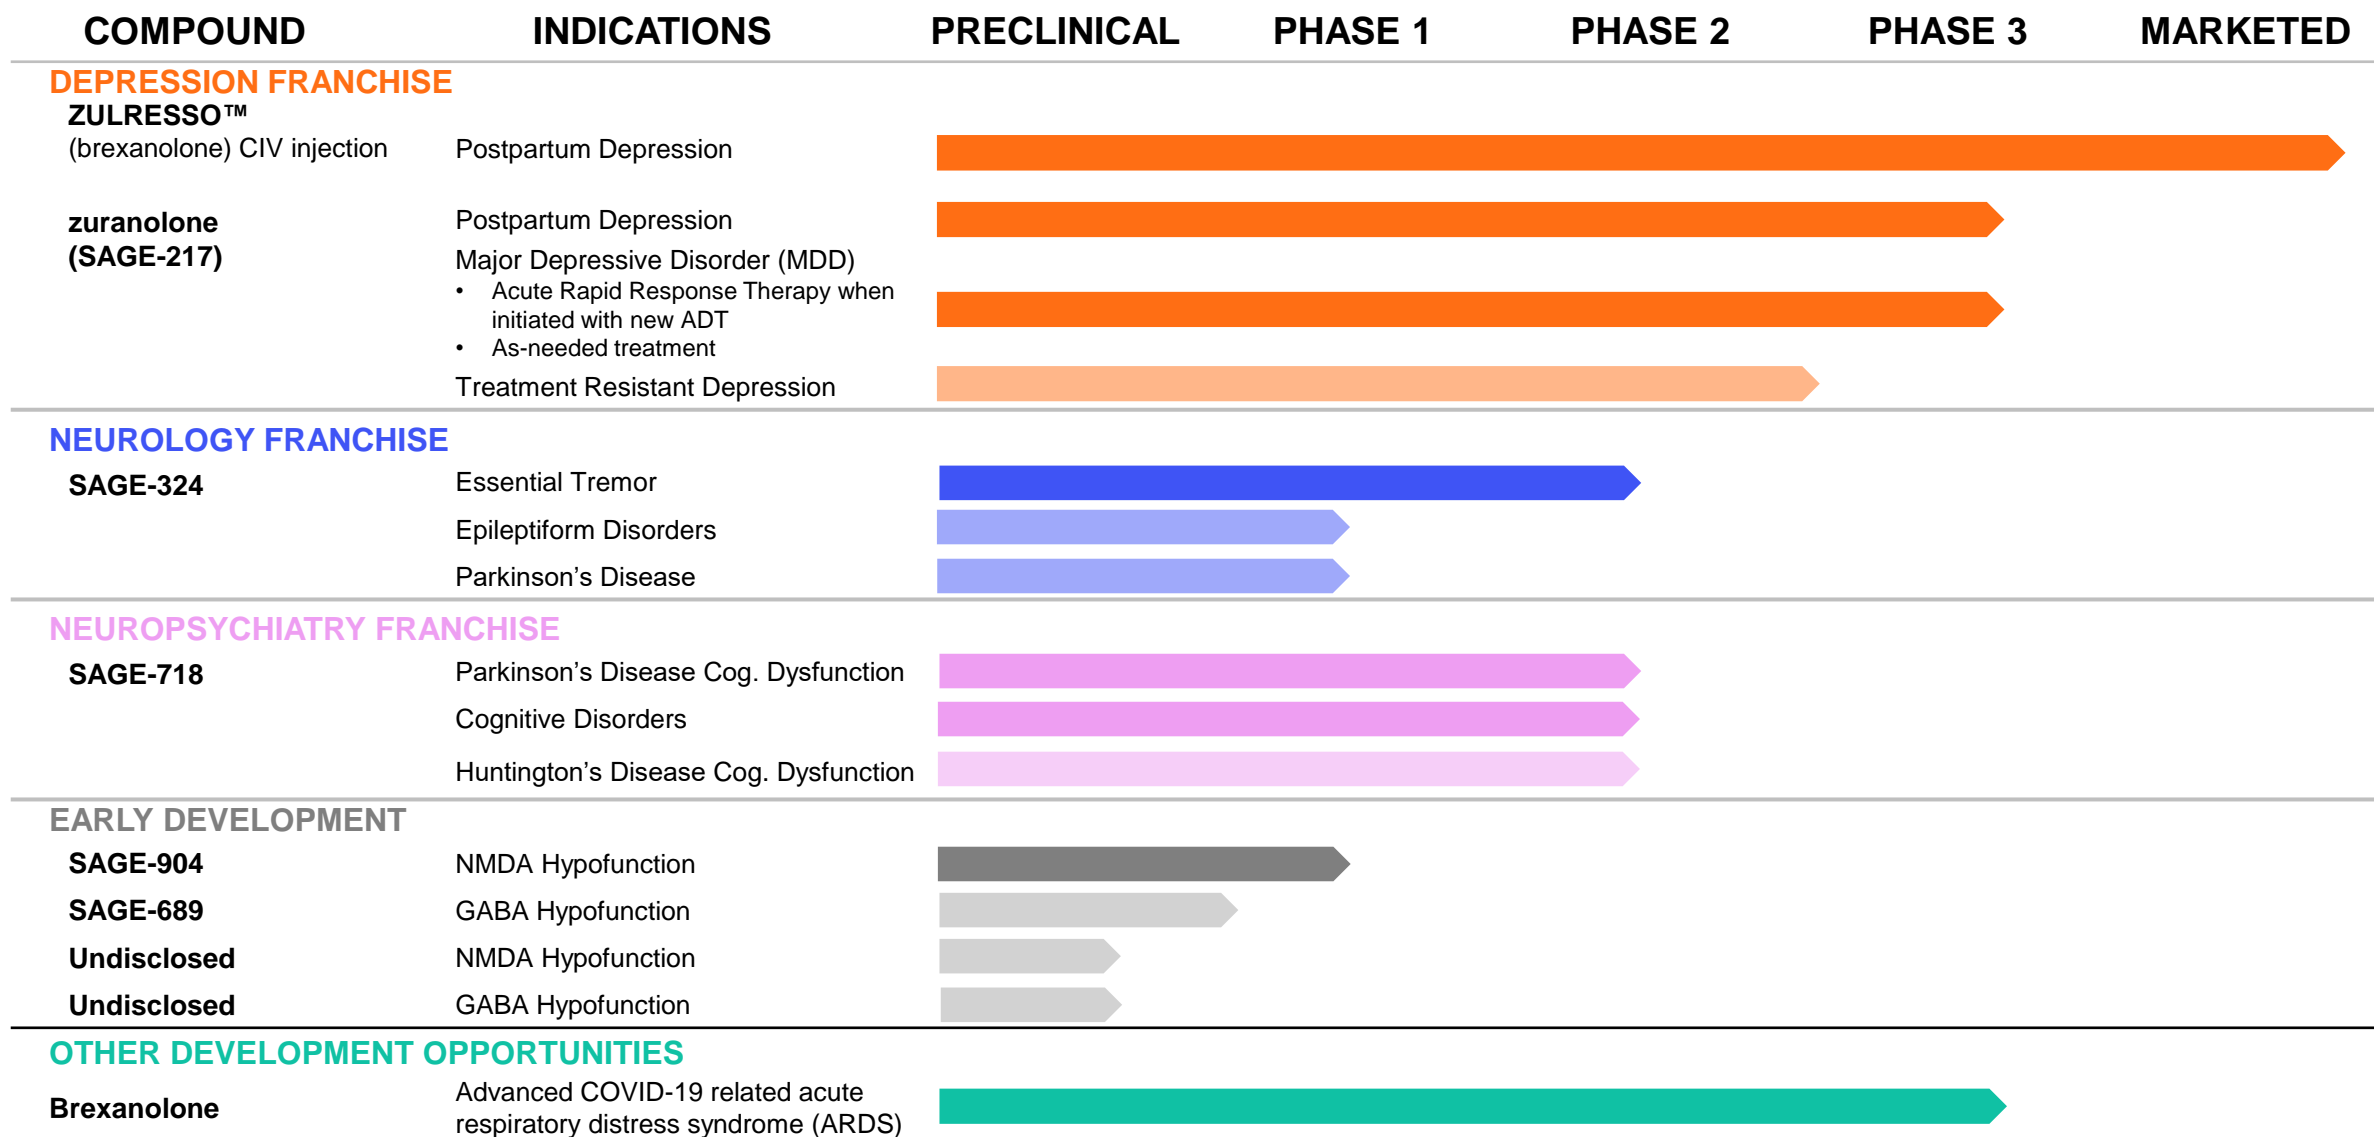 COMPOUND INDICATIONS PRECLINICAL PHASE 1 PHASE 2 PHASE 3 MARKETED
DEPRESSION FRANCHISE
ZULRESSO™
(brexanolone) CIV injection
Postpartum Depression
zuranolone
(SAGE-217)
Postpartum Depression
Major Depressive Disorder (MDD)
• Acute Rapid Response Therapy when
initiated with new ADT
• As-needed treatment
Treatment Resistant Depression
NEUROLOGY FRANCHISE
SAGE-324
Essential Tremor
Epileptiform Disorders
Parkinson’s Disease
NEUROPSYCHIATRY FRANCHISE
SAGE-718
Parkinson’s Disease Cog. Dysfunction
Cognitive Disorders
Huntington’s Disease Cog. Dysfunction
EARLY DEVELOPMENT
SAGE-904 NMDA Hypofunction
SAGE-689 GABA Hypofunction
Undisclosed NMDA Hypofunction
Undisclosed GABA Hypofunction
OTHER DEVELOPMENT OPPORTUNITIES
Brexanolone
Advanced COVID-19 related acute
respiratory distress syndrome (ARDS)